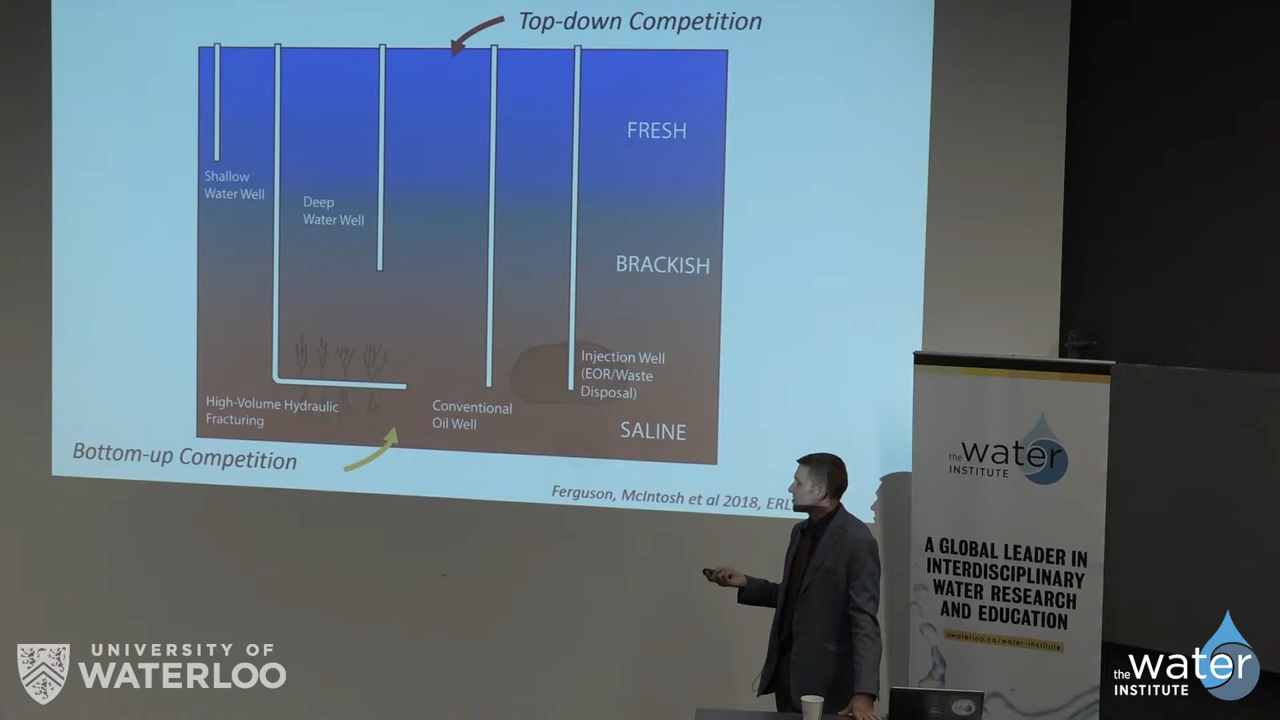 Top-down Competition
FRESH
Shallow
Water Well
Deep
Water Well
BRACKISH
Injection Well
(EOR/Waste
Disposal)
High-Volume Hydraulic
Fracturing
Conventional
Oil Well
SALINE
Bottom-up Competition
Ferguson, McIntosh et al 2018, ERL
the water
INSTITUTE
A GLOBAL LEADER IN
INTERDISCIPLINARY
WATER RESEARCH
AND EDUCATION
uwaterloo.ca/water-institute
UNIVERSITY OF
WATERLOO
the water
INSTITUTE